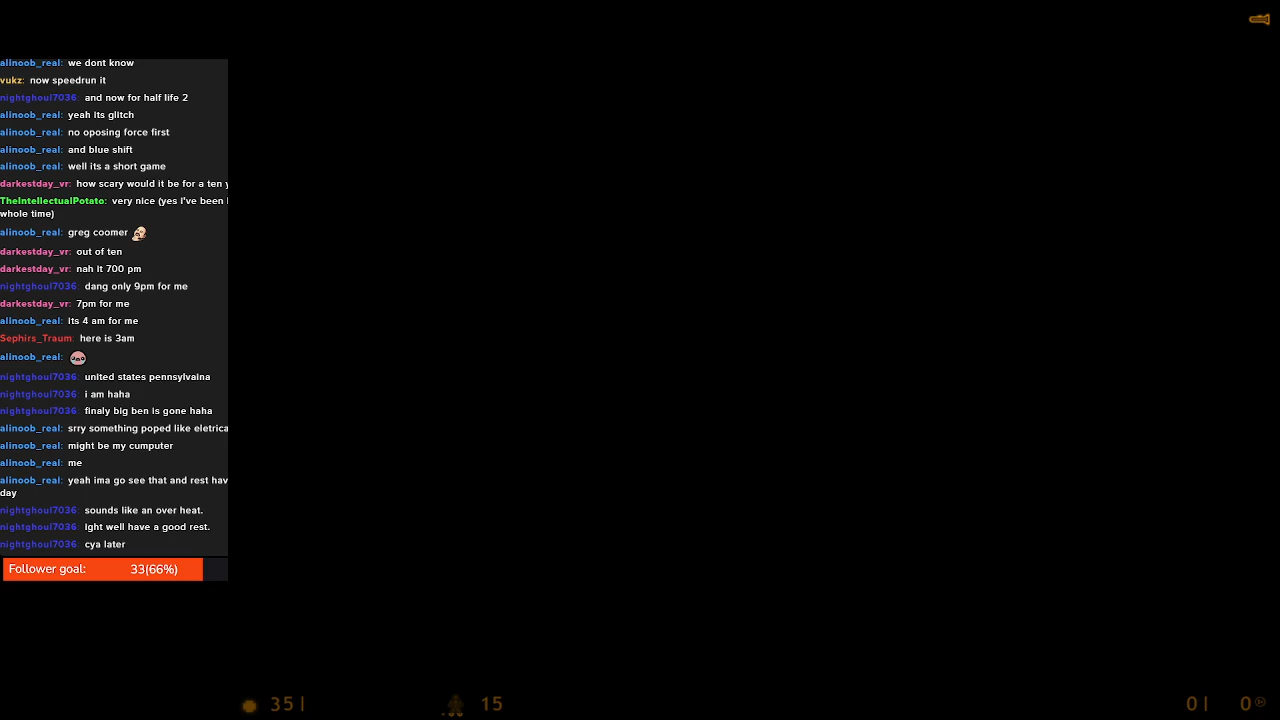 alinoob_real: we dont know
vukz: now speedrun it
nightghoul7036: and now for half life 2
alinoob_real: yeah its glitch
alinoob_real: no oposing force first
alinoob_real: and blue shift
alinoob_real: well its a short game
darkestday_vr: how scary would it be for a ten
TheIntellectualPotato: very nice (yes I've been
whole time)
alinoob_real: greg coomer
darkestday_vr: out of ten
darkestday_vr: nah it 700 pm
nightghoul7036: dang only 9pm for me
darkestday_vr: 7pm for me
alinoob_real: its 4 am for me
Sephirs_Traum: here is 3am
alinoob_real:
nightghoul7036: united states pennsylvaina
nightghoul7036: i am haha
nightghoul7036: finaly big ben is gone haha
alinoob_real: srry something poped like eletrica
alinoob_real: might be my cumputer
alinoob_real: me
alinoob_real: yeah ima go see that and rest hav
day
nightghoul7036: sounds like an over heat.
nightghoul7036: ight well have a good rest.
nightghoul7036: cya later
Follower goal: 33(66%)
35| 15 0| 0